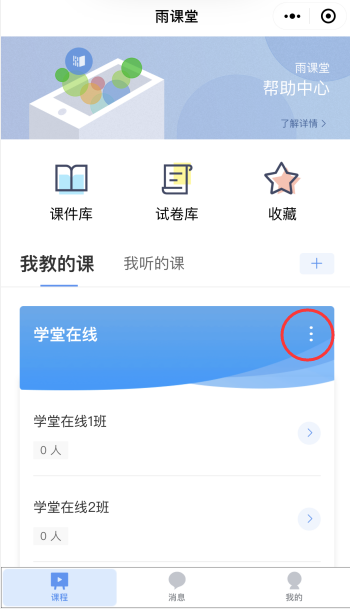 雨课堂
雨课堂
帮助中心
了解详情
课件库
试卷库
收藏
我教的课
我听的课
学堂在线
学堂在线1班
0 人
学堂在线2班
0 人
课程
消息
我的